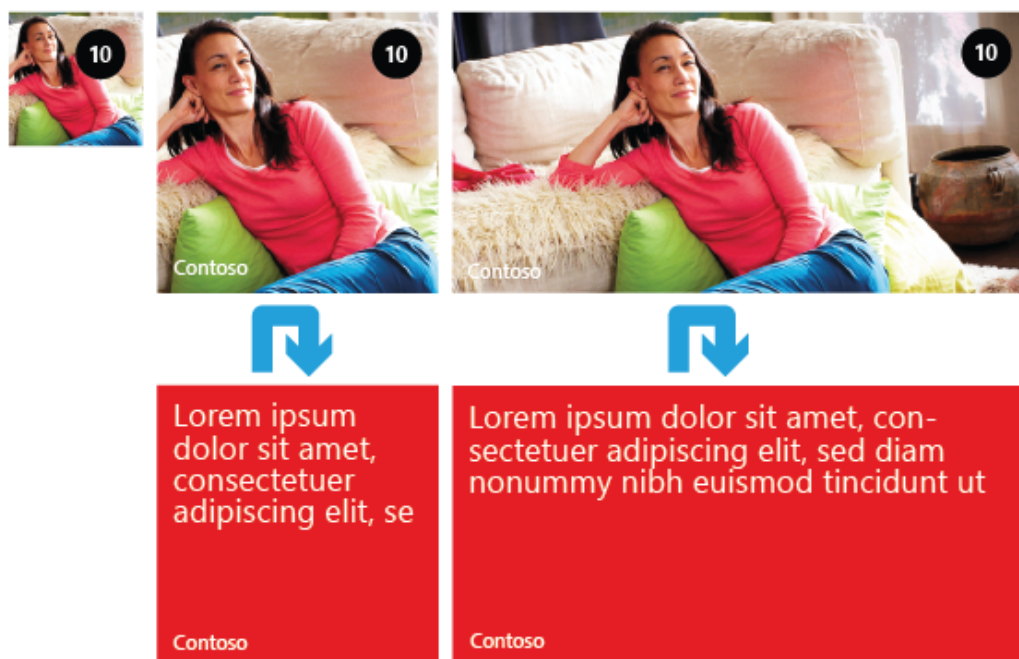 10
10
10
Contoso
Contoso
Lorem ipsum
dolor sit amet,
consectetuer
adipiscing elit, se
Contoso
Lorem ipsum dolor sit amet, con-
sectetuer adipiscing elit, sed diam
nonummy nibh euismod tincidunt ut
Contoso